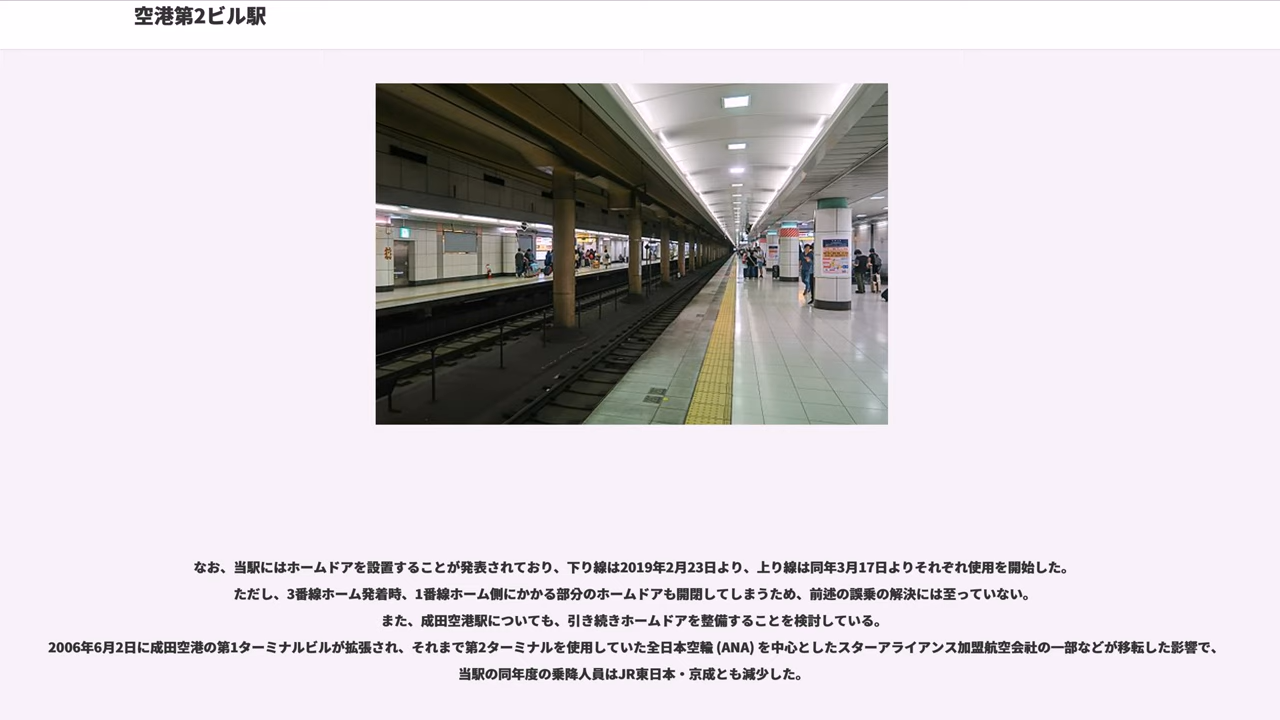 空港第2ビル駅
なお、当駅にはホームドアを設置することが発表されており、下り線は2019年2月23日より、上り線は同年3月17日よりそれぞれ使用を開始した。
ただし、3番線ホーム発着時、1番線ホーム側にかかる部分のホームドアも開閉してしまうため、前述の誤乗の解決には至っていない。
また、成田空港駅についても、引き続きホームドアを整備することを検討している。
2006年6月2日に成田空港の第1ターミナルビルが拡張され、それまで第2ターミナルを使用していた全日本空輸 (ANA) を中心としたスターアライアンス加盟航空会社の一部などが移転した影響で、
当駅の同年度の乗降人員はJR東日本・京成とも減少した。